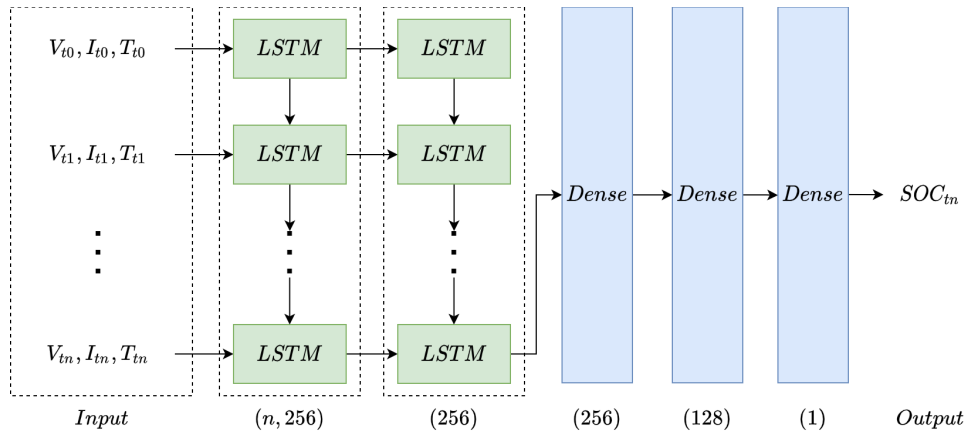 V_{t0}, I_{t0}, T_{t0} LSTM LSTM
V_{t1}, I_{t1}, T_{t1} LSTM LSTM
Dense Dense Dense SOC_{tn}
V_{tn}, I_{tn}, T_{tn} LSTM LSTM
Input (n, 256) (256) (256) (128) (1) Output